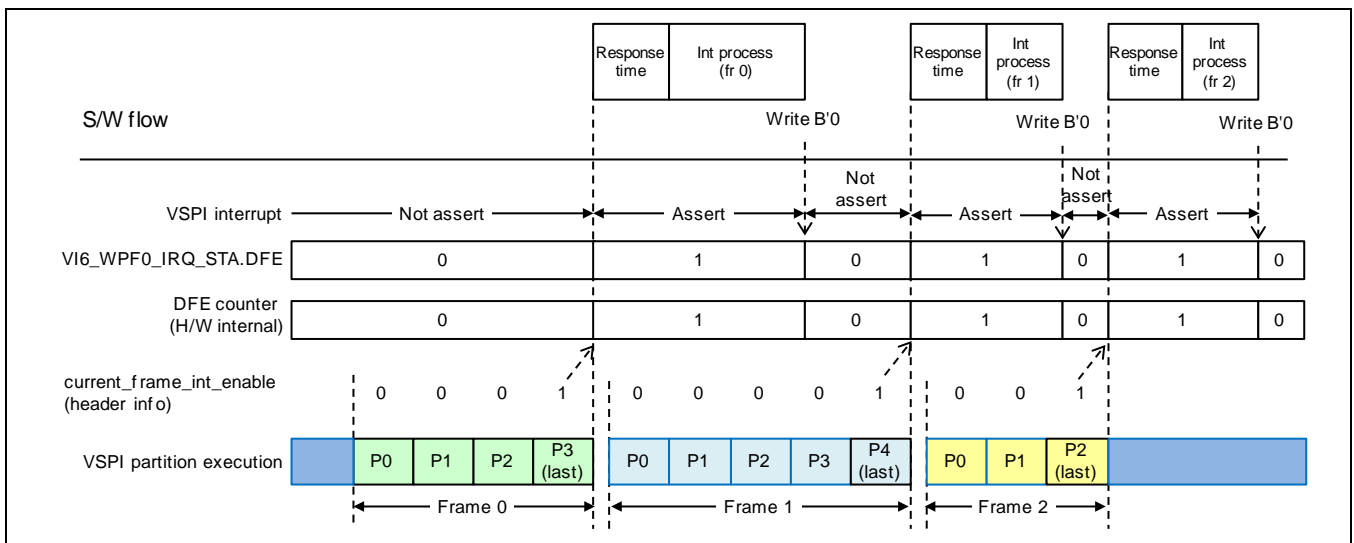 Response time
Int process (fr 0)
Response time
Int process (fr 1)
Response time
Int process (fr 2)
S/W flow
Write B'0
Write B'0
Write B'0
VSPI interrupt
Not assert
Assert
Not assert
Assert
Not assert
Assert
VI6_WPF0_IRQ_STA.DFE
0 1 0 1 0 1 0
DFE counter
(H/W internal)
0 1 0 1 0 1 0
current_frame_int_enable
(header info)
0 0 0 1 0 0 0 0 1 0 0 1
VSPI partition execution
P0 P1 P2 P3 (last) P0 P1 P2 P3 P4 (last) P0 P1 P2 (last)
Frame 0 Frame 1 Frame 2